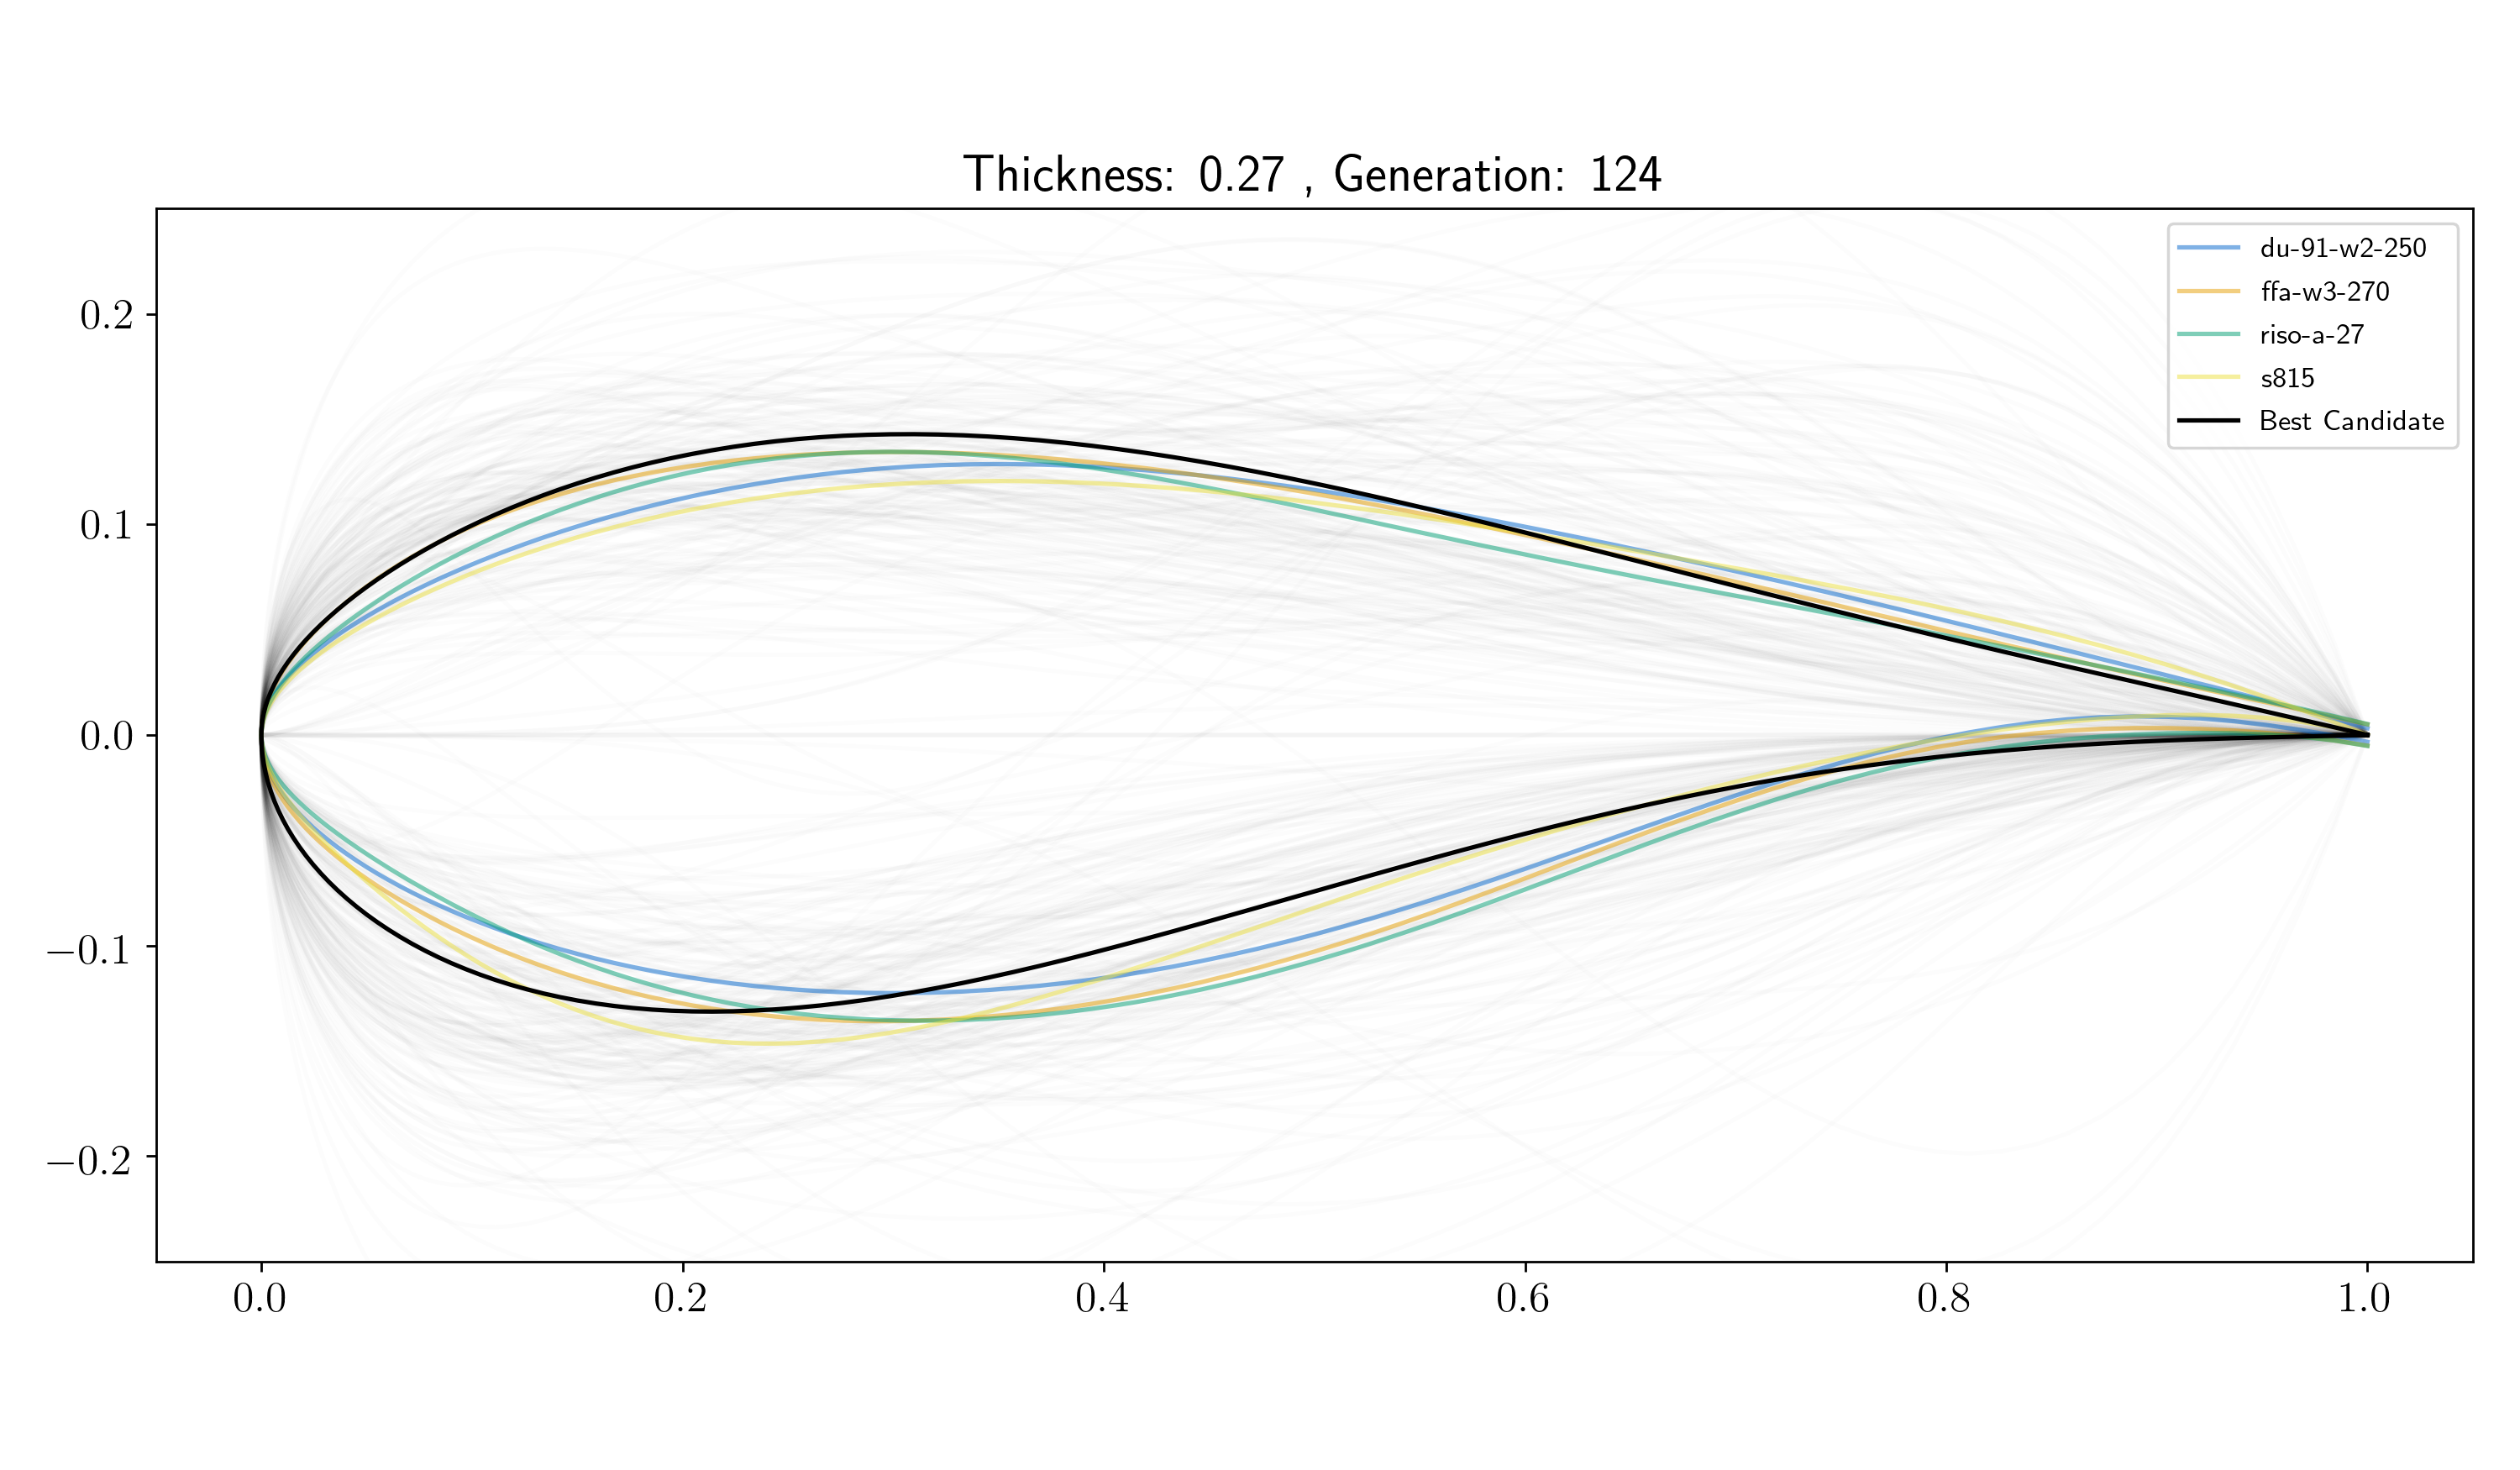 Thickness: 0.27 , Generation: 124
du-91-w2-250
ffa-w3-270
riso-a-27
s815
Best Candidate
0.2
0.1
0.0
−0.1
−0.2
0.0 0.2 0.4 0.6 0.8 1.0